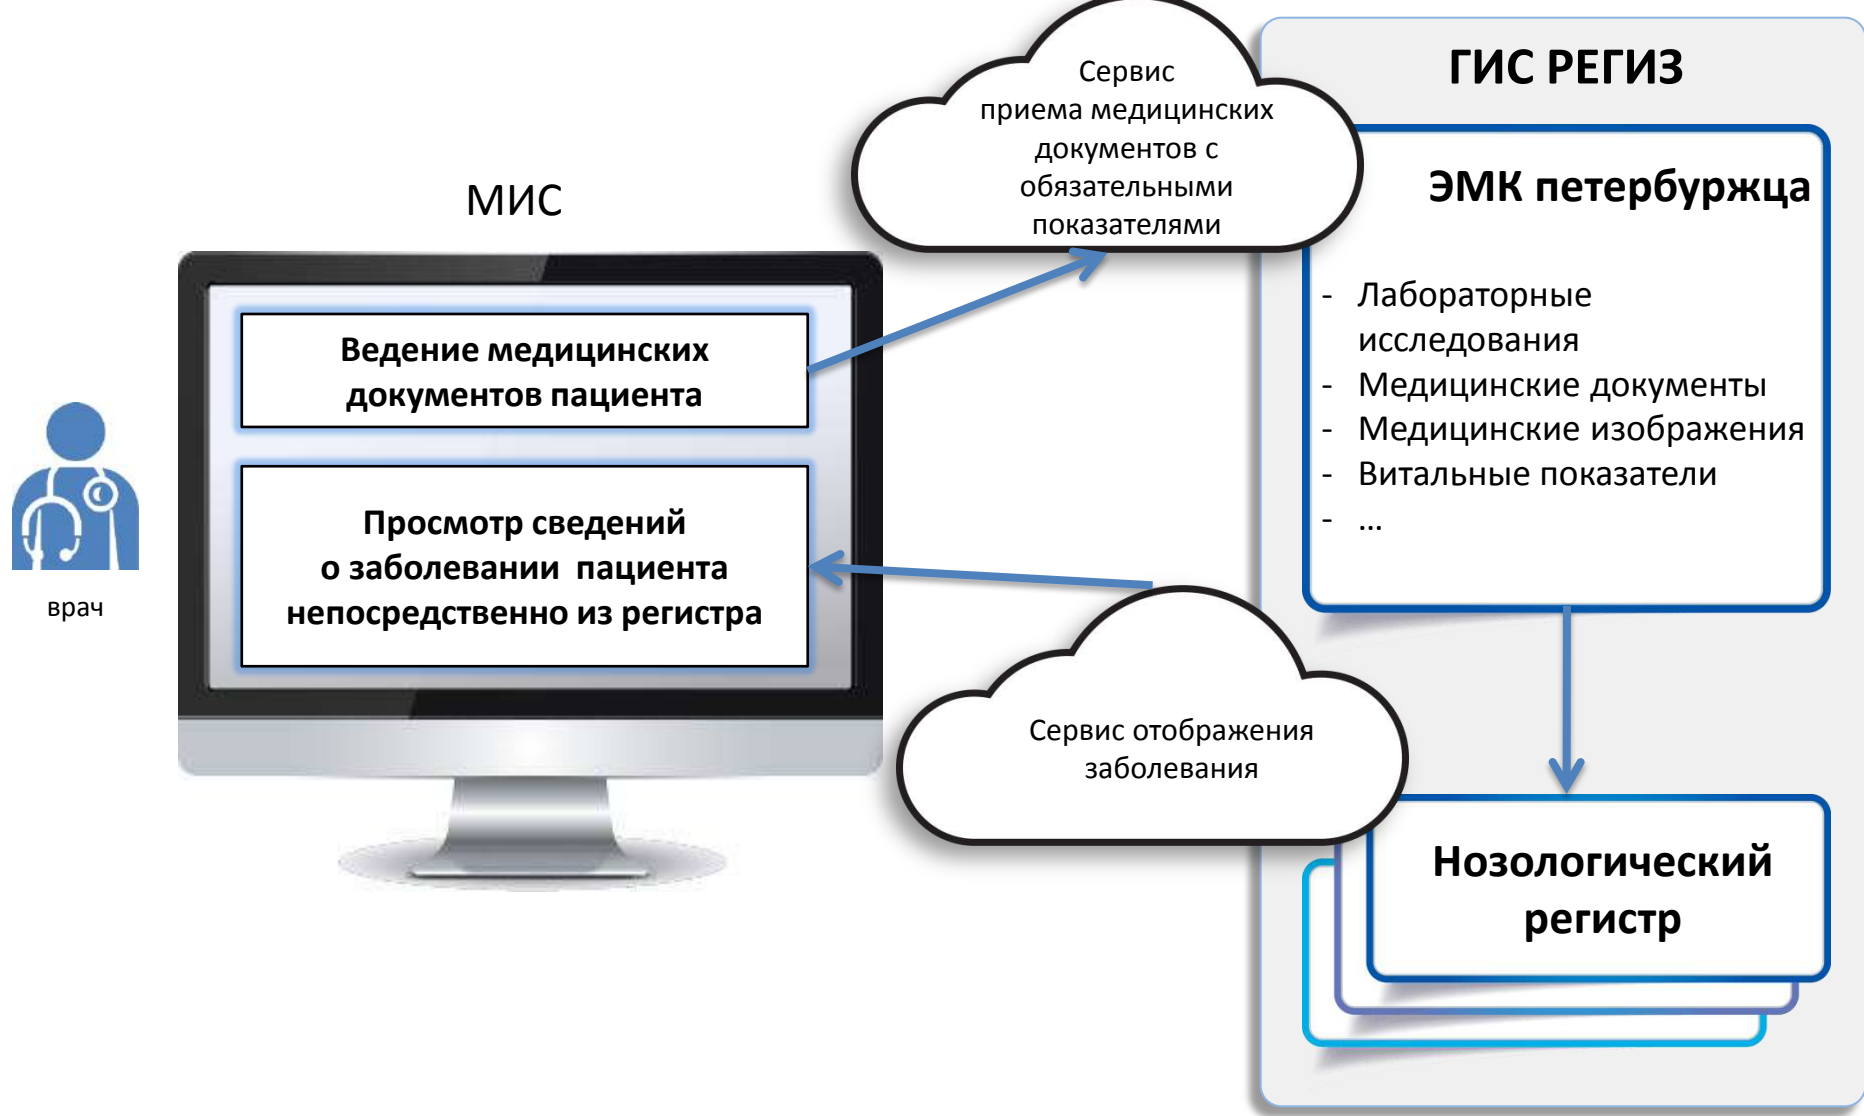 ГИС РЕГИЗ
Сервис
приема медицинских
документов с
обязательными
показателями
ЭМК петербуржца
МИС
- Лабораторные
исследования
- Медицинские документы
- Медицинские изображения
- Витальные показатели
- ...
Ведение медицинских
документов пациента
Просмотр сведений
о заболевании пациента
непосредственно из регистра
врач
Сервис отображения
заболевания
Нозологический
регистр